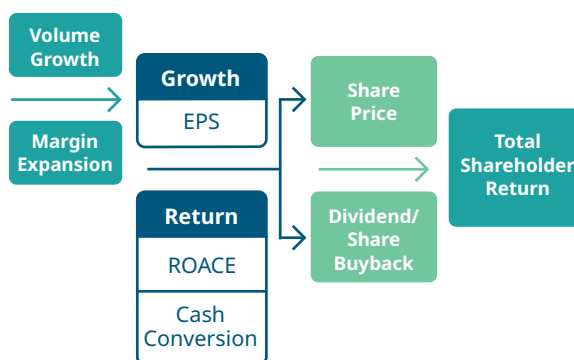 Volume
Growth
Margin
Expansion
Growth
EPS
Return
ROACE
Cash
Conversion
Share
Price
Dividend/
Share
Buyback
Total
Shareholder
Return